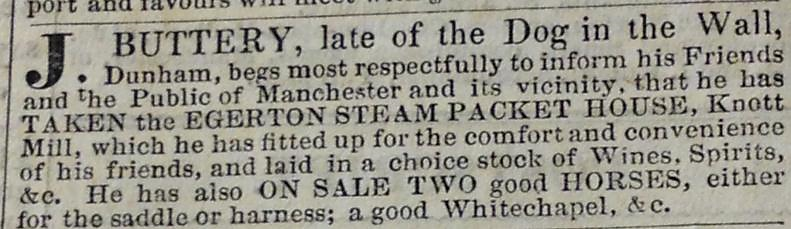 port and favours will meet
J. BUTTERY, late of the Dog in the Wall,
Dunham, begs most respectfully to inform his Friends
and the Public of Manchester and its vicinity, that he has
TAKEN the EGERTON STEAM PACKET HOUSE, Knott
Mill, which he has fitted up for the comfort and convenience
of his friends, and laid in a choice stock of Wines, Spirits,
&c. He has also ON SALE TWO good HORSES, either
for the saddle or harness; a good Whitechapel, &c.